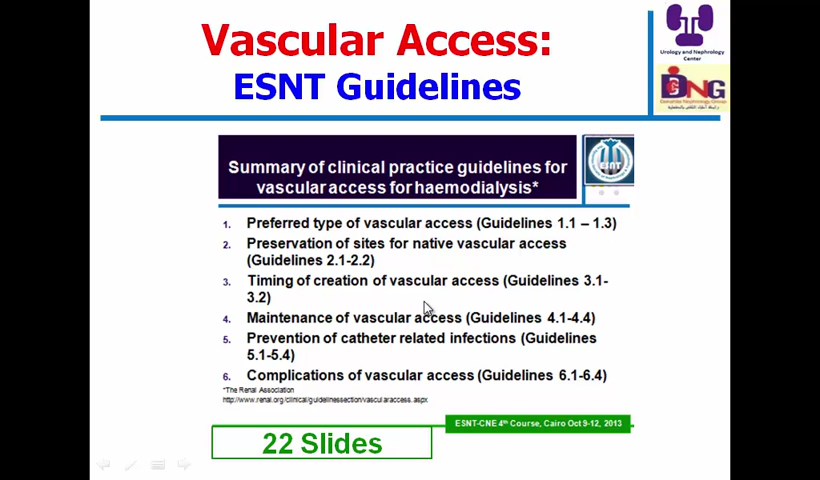 Vascular Access:
ESNT Guidelines
Urology and Nephrology
Center
DNG
Damietta Nephrology Group
Summary of clinical practice guidelines for
vascular access for haemodialysis*
ESNT
1. Preferred type of vascular access (Guidelines 1.1 – 1.3)
2. Preservation of sites for native vascular access
(Guidelines 2.1-2.2)
3. Timing of creation of vascular access (Guidelines 3.1-
3.2)
4. Maintenance of vascular access (Guidelines 4.1-4.4)
5. Prevention of catheter related infections (Guidelines
5.1-5.4)
6. Complications of vascular access (Guidelines 6.1-6.4)
*The Renal Association
http://www.renal.org/clinical/guidelinessection/vascularaccess.aspx
ESNT-CNE 4th Course, Cairo Oct 9-12, 2013
22 Slides